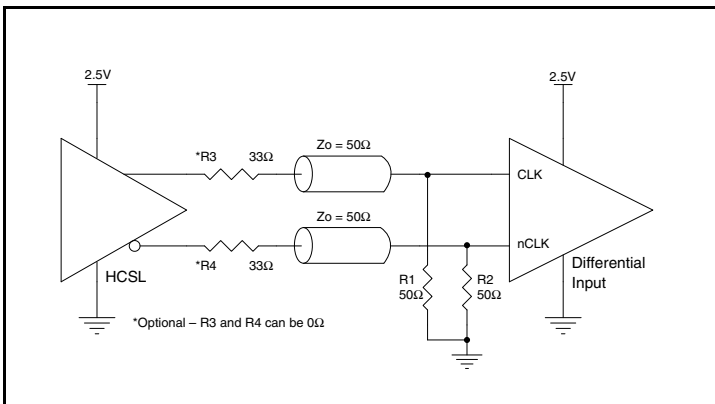 2.5V
2.5V
*R3 33Ω
Zo = 50Ω
CLK
Zo = 50Ω
nCLK
*R4 33Ω
HCSL
R1
50Ω
R2
50Ω
Differential
Input
*Optional – R3 and R4 can be 0Ω